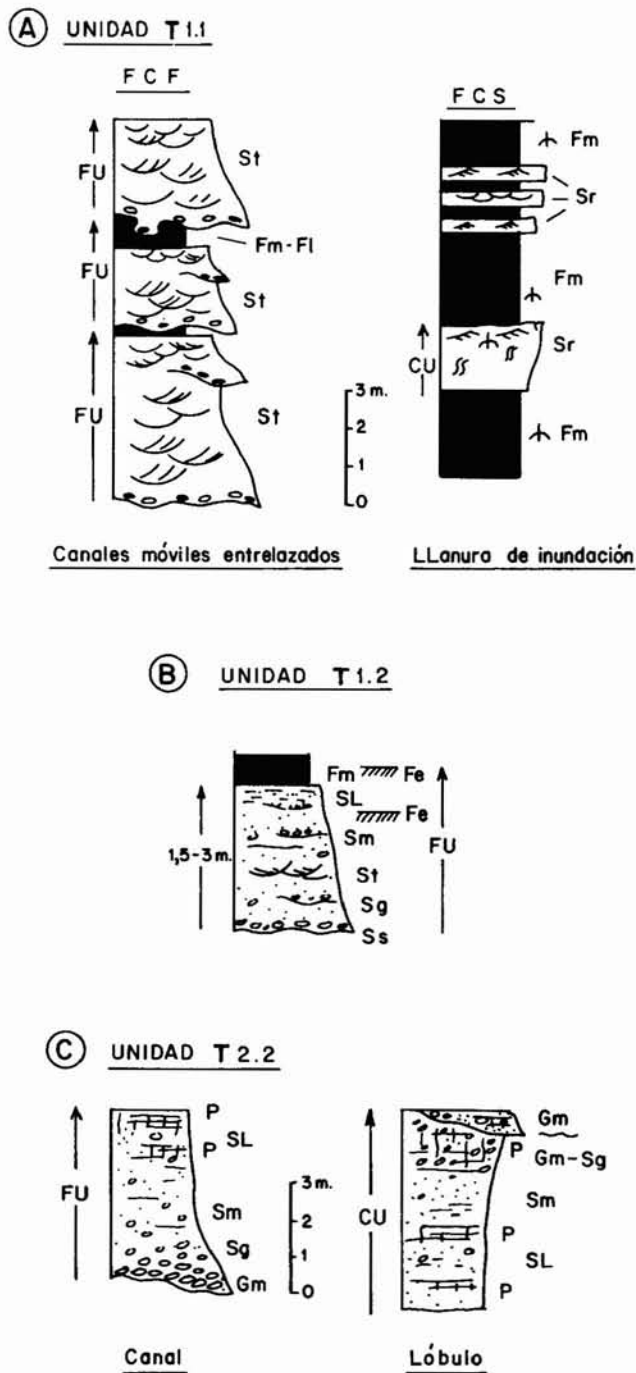 A UNIDAD T 1.1
F C F
F C S
FU
St
Fm
Sr
FU
Fm-Fl
St
Fm
CU
Sr
FU
St
Fm
3 m.
2
1
0
Canales móviles entrelazados
LLanura de inundación
B UNIDAD T 1.2
Fm Fe
SL
Fe
1,5-3m.
Sm
FU
St
Sg
Ss
C UNIDAD T 2.2
P
SL
P
FU
Sm
Sg
Gm
3m.
2
1
0
Gm
P
Gm-Sg
Sm
CU
P
SL
P
Canal
Lóbulo